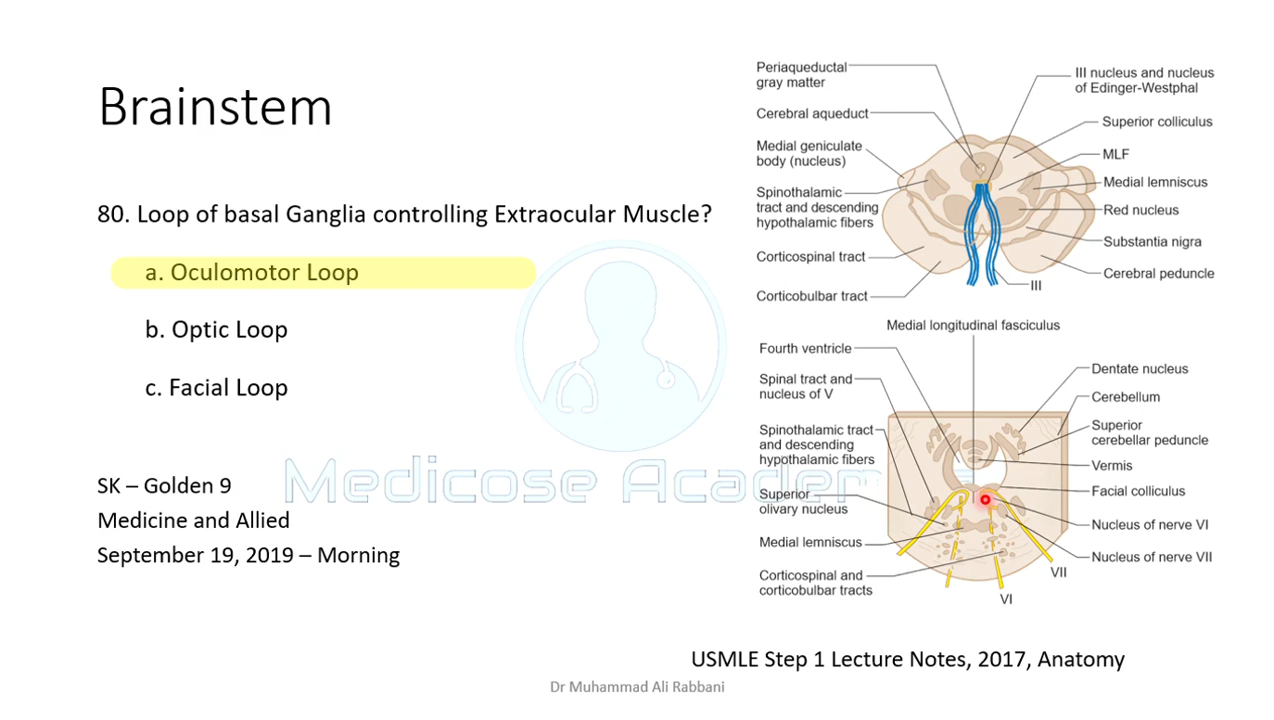 Brainstem
80. Loop of basal Ganglia controlling Extraocular Muscle?
a. Oculomotor Loop
b. Optic Loop
c. Facial Loop
SK – Golden 9
Medicine and Allied
September 19, 2019 – Morning
Medicose Academ
Periaqueductal
gray matter
Cerebral aqueduct
Medial geniculate
body (nucleus)
Spinothalamic
tract and descending
hypothalamic fibers
Corticospinal tract
Corticobulbar tract
III nucleus and nucleus
of Edinger-Westphal
Superior colliculus
MLF
Medial lemniscus
Red nucleus
Substantia nigra
Cerebral peduncle
III
Medial longitudinal fasciculus
Fourth ventricle
Spinal tract and
nucleus of V
Spinothalamic tract
and descending
hypothalamic fibers
Superior
olivary nucleus
Medial lemniscus
Corticospinal and
corticobulbar tracts
Dentate nucleus
Cerebellum
Superior
cerebellar peduncle
Vermis
Facial colliculus
Nucleus of nerve VI
Nucleus of nerve VII
VII
VI
USMLE Step 1 Lecture Notes, 2017, Anatomy
Dr Muhammad Ali Rabbani